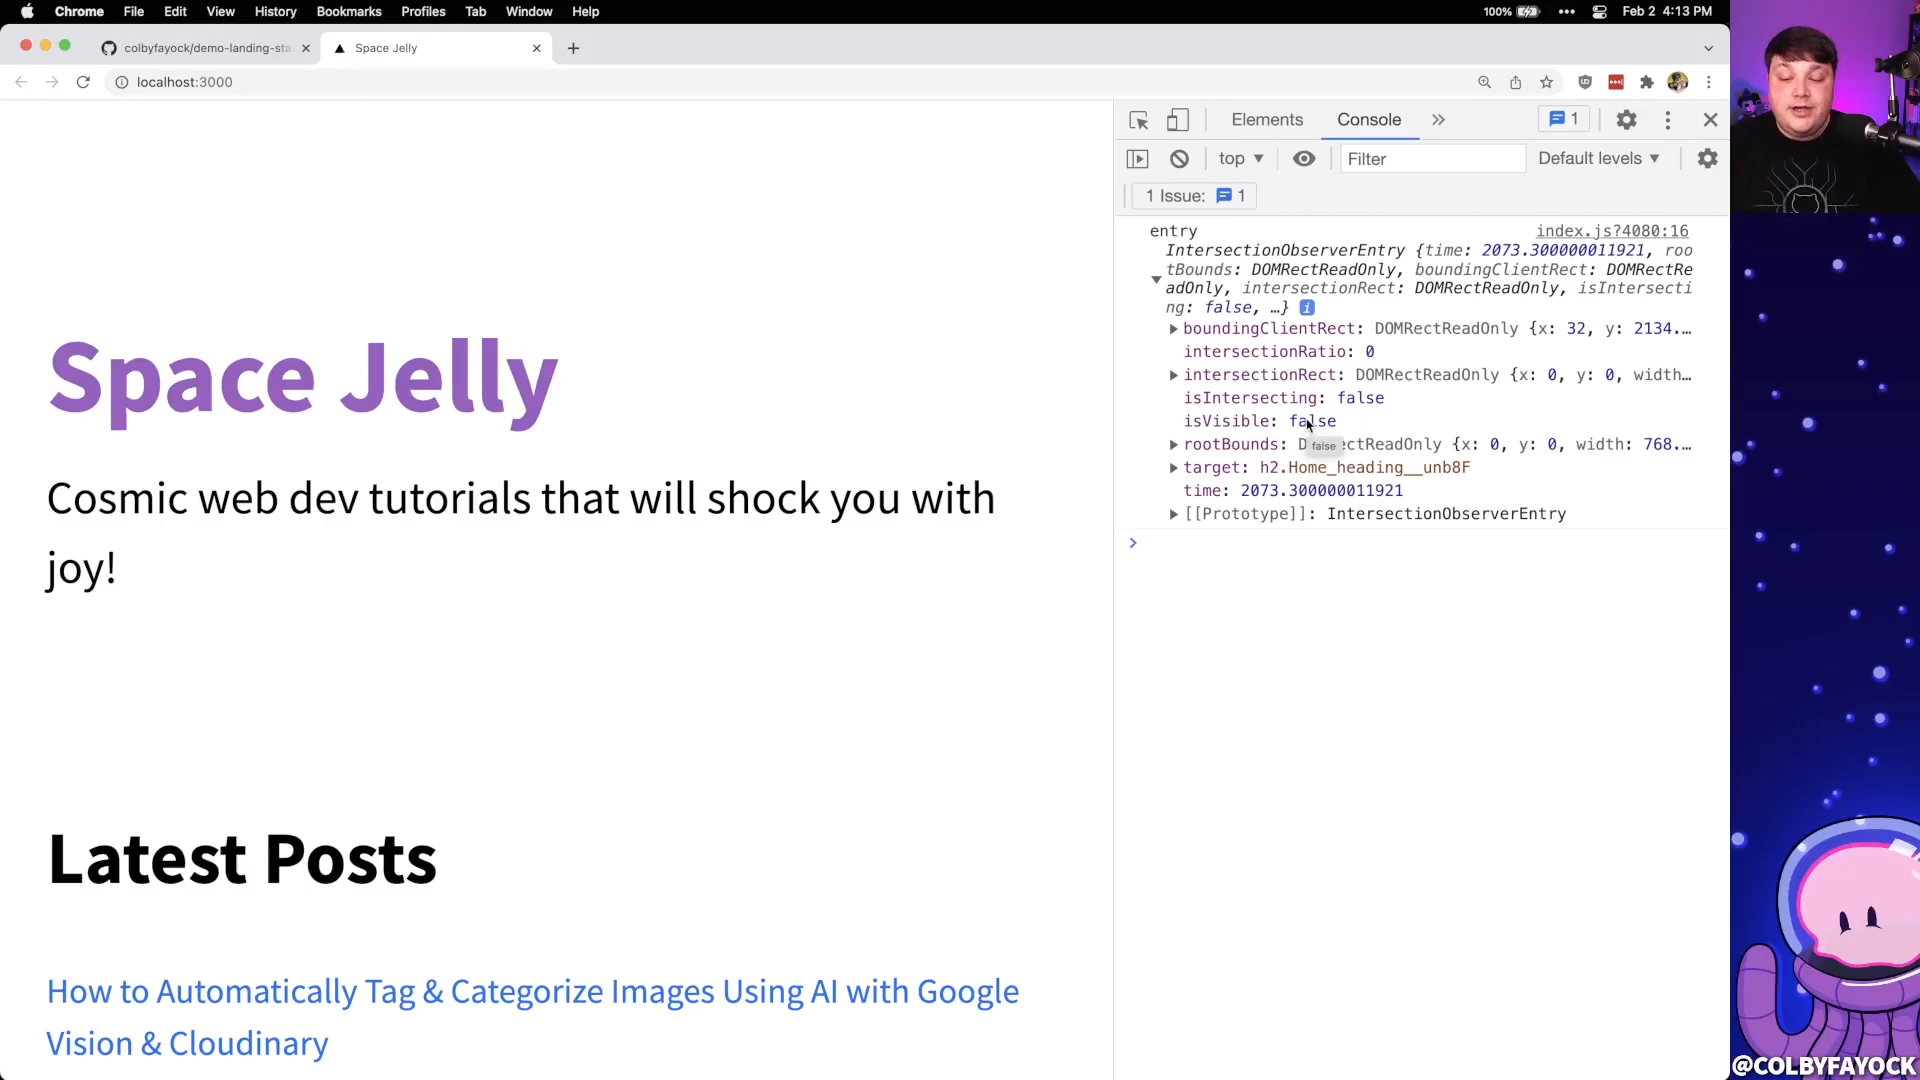 Chrome File Edit View History Bookmarks Profiles Tab Window Help 100% Feb 2 4:13 PM
colbyfayock/demo-landing-sta Space Jelly
localhost:3000
Elements Console 1
top Filter Default levels
1 Issue: 1
entry index.js?4080:16
IntersectionObserverEntry {time: 2073.300000011921, roo
tBounds: DOMRectReadOnly, boundingClientRect: DOMRectRe
adOnly, intersectionRect: DOMRectReadOnly, isIntersecti
ng: false, …}
boundingClientRect: DOMRectReadOnly {x: 32, y: 2134.…
intersectionRatio: 0
intersectionRect: DOMRectReadOnly {x: 0, y: 0, width…
isIntersecting: false
isVisible: false
rootBounds: D ctReadOnly {x: 0, y: 0, width: 768.…
false
target: h2.Home_heading__unb8F
time: 2073.300000011921
[[Prototype]]: IntersectionObserverEntry
Space Jelly
Cosmic web dev tutorials that will shock you with
joy!
Latest Posts
How to Automatically Tag & Categorize Images Using AI with Google
Vision & Cloudinary
@COLBYFAYOCK